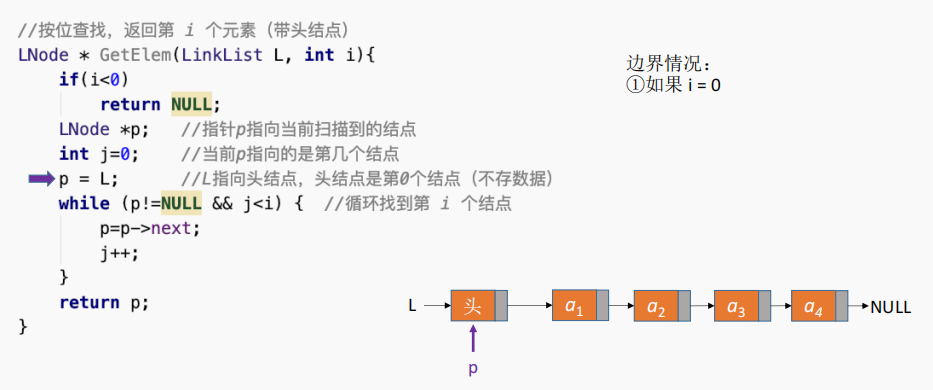 //按位查找，返回第 i 个元素（带头结点）
LNode * GetElem(LinkList L, int i){
if(i<0)
return NULL;
LNode *p; //指针p指向当前扫描到的结点
int j=0; //当前p指向的是第几个结点
p = L; //L指向头结点，头结点是第0个结点（不存数据）
while (p!=NULL && j<i) { //循环找到第 i 个结点
p=p->next;
j++;
}
return p;
}
边界情况：
①如果 i = 0
L 头 a1 a2 a3 a4 NULL
p